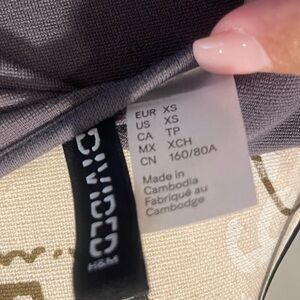 DIVIDED
H&M
EUR XS
US XS
CA TP
MX XCH
CN 160/80A
Made in
Cambodia
Fabriqué au
Cambodge